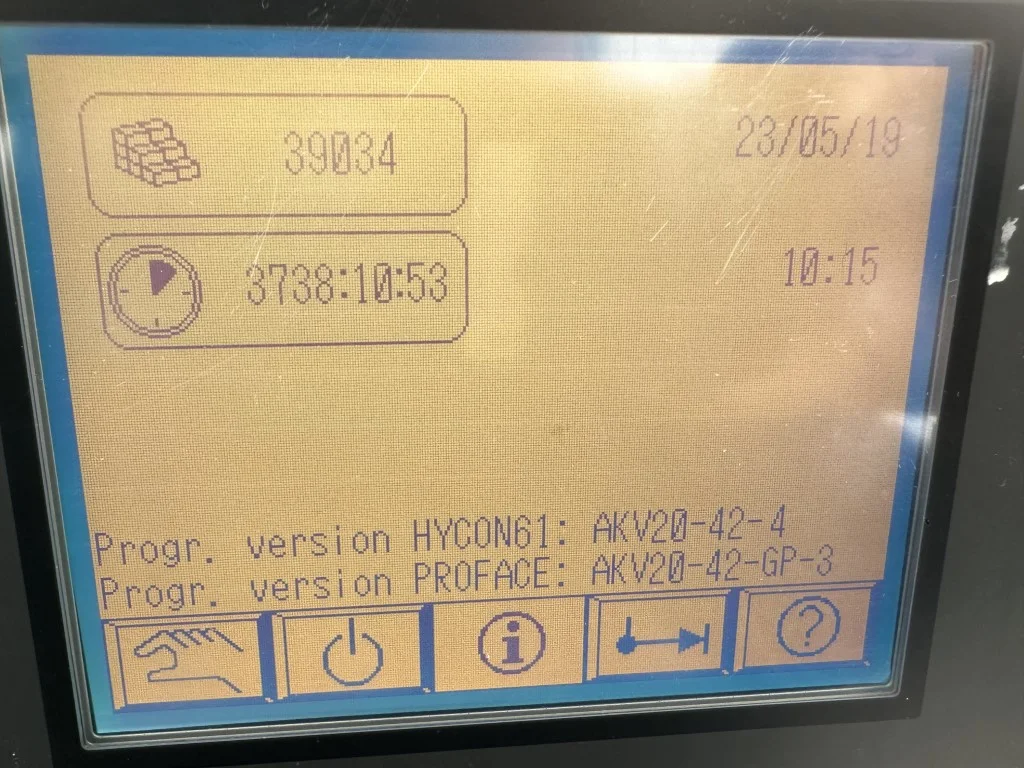 39034
23/05/19
3738:10:53
10:15
Progr. version HYCON61: AKV20-42-4
Progr. version PROFACE: AKV20-42-GP-3
i
?